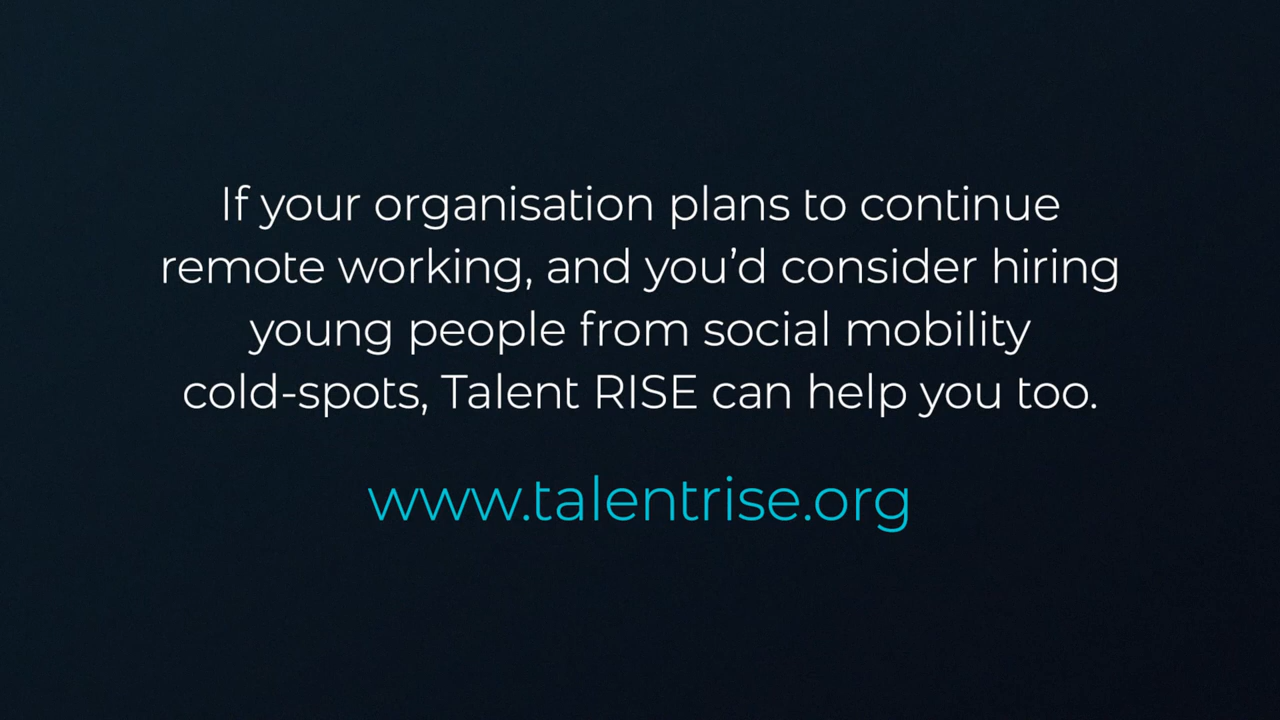 If your organisation plans to continue
remote working, and you’d consider hiring
young people from social mobility
cold-spots, Talent RISE can help you too.
www.talentrise.org